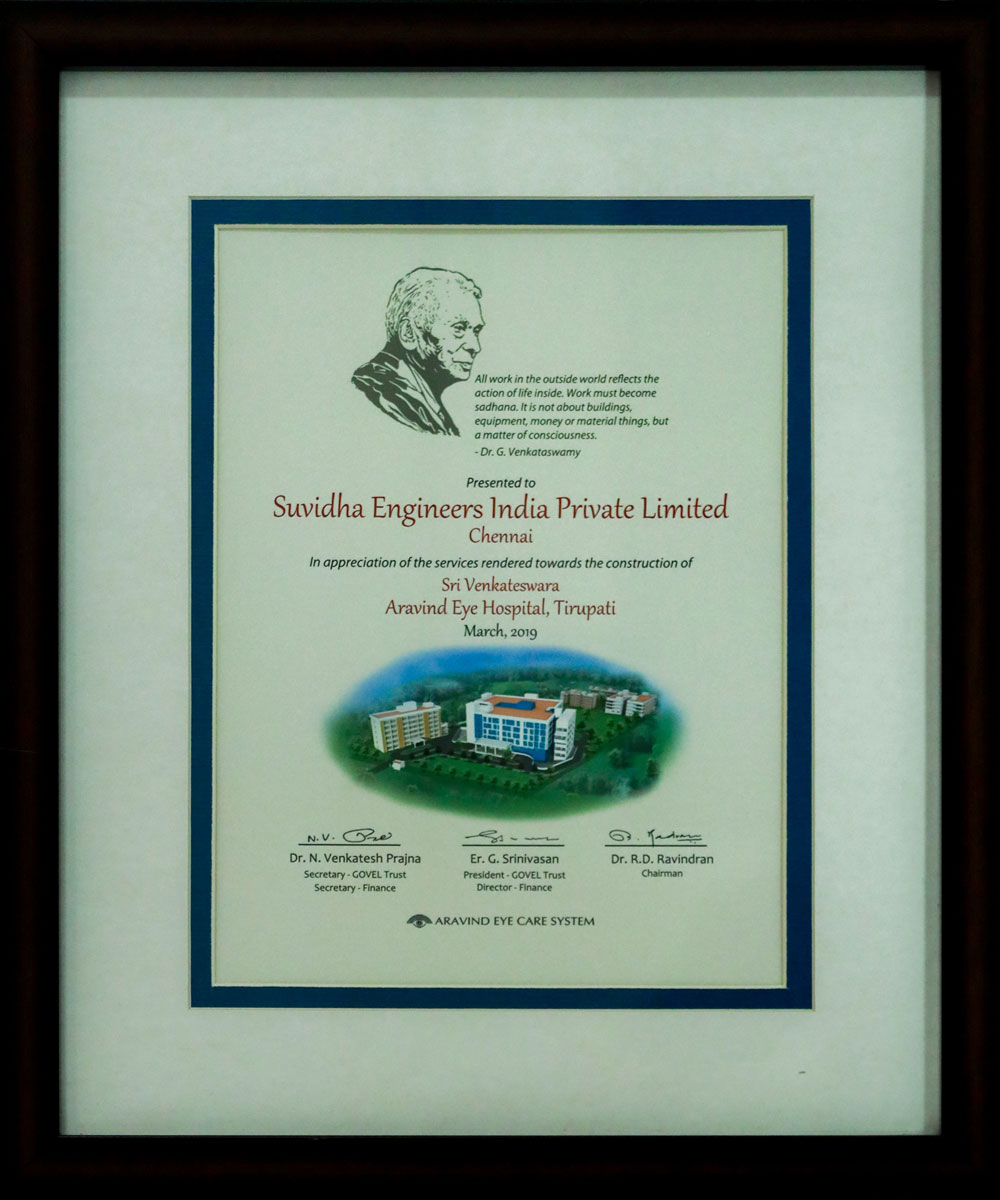 All work in the outside world reflects the
action of life inside. Work must become
sadhana. It is not about buildings,
equipment, money or material things, but
a matter of consciousness.
- Dr. G. Venkataswamy
Presented to
Suvidha Engineers India Private Limited
Chennai
In appreciation of the services rendered towards the construction of
Sri Venkateswara
Aravind Eye Hospital, Tirupati
March, 2019
N.V.
Dr. N. Venkatesh Prajna
Secretary - GOVEL Trust
Secretary - Finance
Er. G. Srinivasan
President - GOVEL Trust
Director - Finance
Dr. R.D. Ravindran
Chairman
ARAVIND EYE CARE SYSTEM